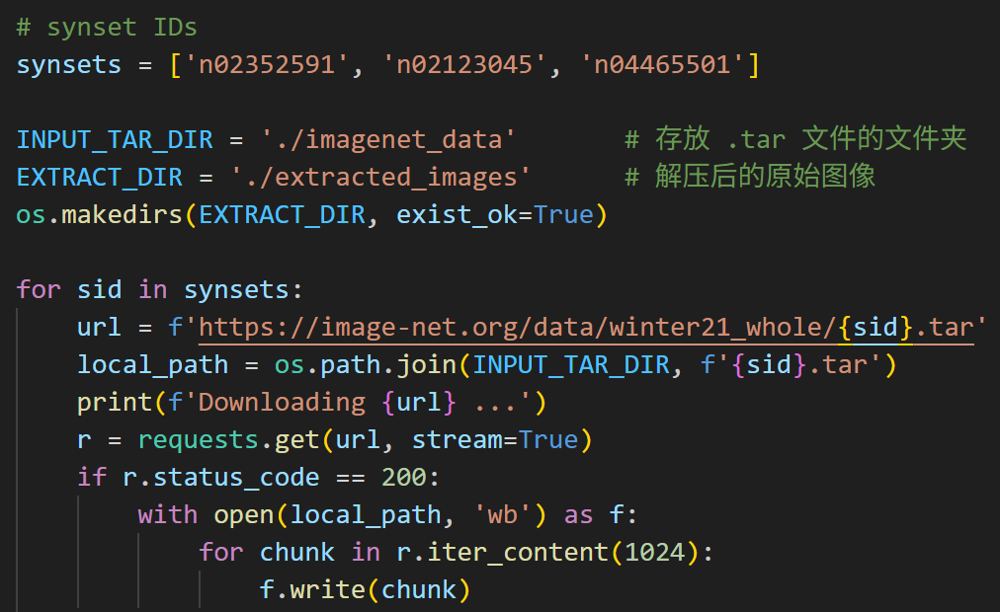 # synset IDs
synsets = ['n02352591', 'n02123045', 'n04465501']
INPUT_TAR_DIR = './imagenet_data'       # 存放 .tar 文件的文件夹
EXTRACT_DIR = './extracted_images'      # 解压后的原始图像
os.makedirs(EXTRACT_DIR, exist_ok=True)
for sid in synsets:
    url = f'https://image-net.org/data/winter21_whole/{sid}.tar'
    local_path = os.path.join(INPUT_TAR_DIR, f'{sid}.tar')
    print(f'Downloading {url} ...')
    r = requests.get(url, stream=True)
    if r.status_code == 200:
        with open(local_path, 'wb') as f:
            for chunk in r.iter_content(1024):
                f.write(chunk)